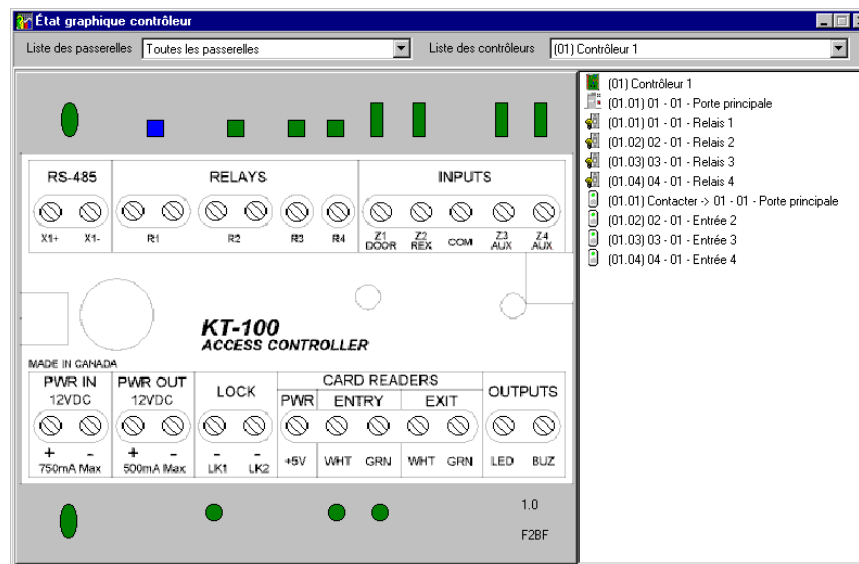 État graphique contrôleur
Liste des passerelles Toutes les passerelles Liste des contrôleurs (01) Contrôleur 1
(01) Contrôleur 1
(01.01) 01 - 01 - Porte principale
(01.01) 01 - 01 - Relais 1
(01.02) 02 - 01 - Relais 2
(01.03) 03 - 01 - Relais 3
(01.04) 04 - 01 - Relais 4
(01.01) Contacter -> 01 - 01 - Porte principale
(01.02) 02 - 01 - Entrée 2
(01.03) 03 - 01 - Entrée 3
(01.04) 04 - 01 - Entrée 4
RS-485 RELAYS INPUTS
X1+ X1- R1 R2 R3 R4 Z1 DOOR Z2 REX COM Z3 AUX Z4 AUX
KT-100
ACCESS CONTROLLER
MADE IN CANADA
PWR IN 12VDC PWR OUT 12VDC LOCK CARD READERS OUTPUTS
PWR ENTRY EXIT
+ - + - - -
750mA Max 500mA Max LK1 LK2 +5V WHT GRN WHT GRN LED BUZ
1.0
F2BF